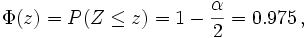 Φ(z) = P(Z ≤ z) = 1 − α/2 = 0.975,